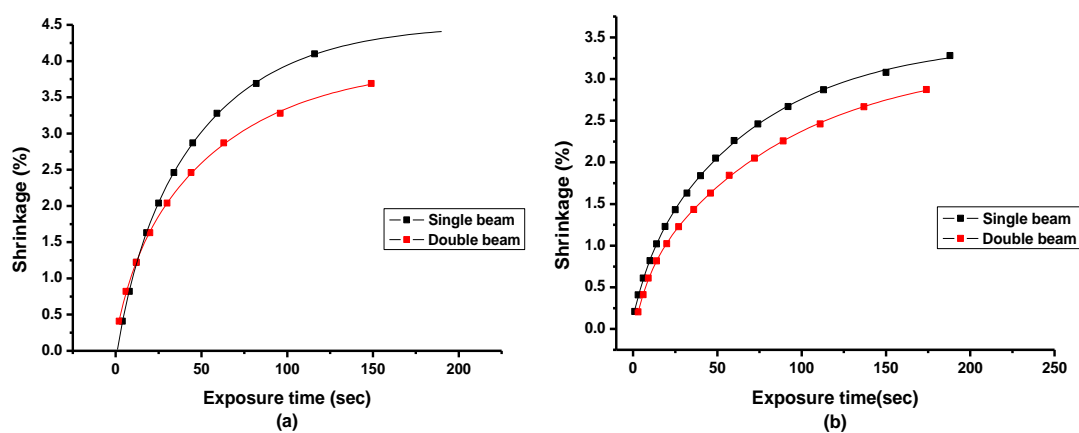 4.5
4.0
3.5
3.0
2.5
2.0
1.5
1.0
0.5
0.0
Shrinkage (%)
Single beam
Double beam
0 50 100 150 200
Exposure time (sec)
(a)
3.5
3.0
2.5
2.0
1.5
1.0
0.5
0.0
Shrinkage (%)
Single beam
Double beam
0 50 100 150 200 250
Exposure time(sec)
(b)